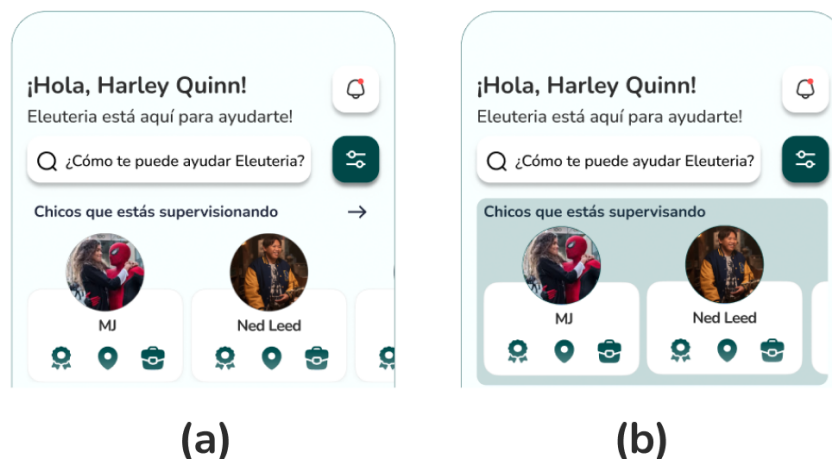 ¡Hola, Harley Quinn!
Eleuteria está aquí para ayudarte!
¿Cómo te puede ayudar Eleuteria?
Chicos que estás supervisionando
MJ
Ned Leed
(a)
¡Hola, Harley Quinn!
Eleuteria está aquí para ayudarte!
¿Cómo te puede ayudar Eleuteria?
Chicos que estás supervisando
MJ
Ned Leed
(b)